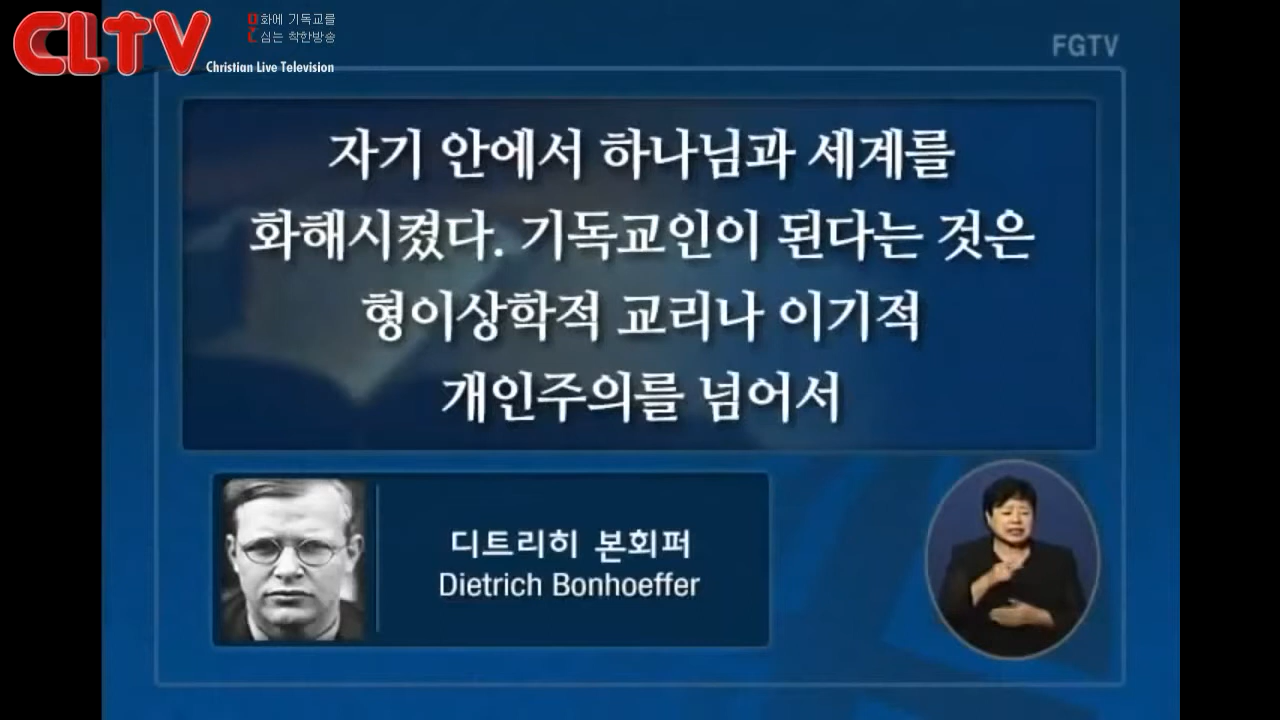 CLTV
문화에 기독교를
심는 착한방송
Christian Live Television
FGTV
자기 안에서 하나님과 세계를
화해시켰다. 기독교인이 된다는 것은
형이상학적 교리나 이기적
개인주의를 넘어서
디트리히 본회퍼
Dietrich Bonhoeffer